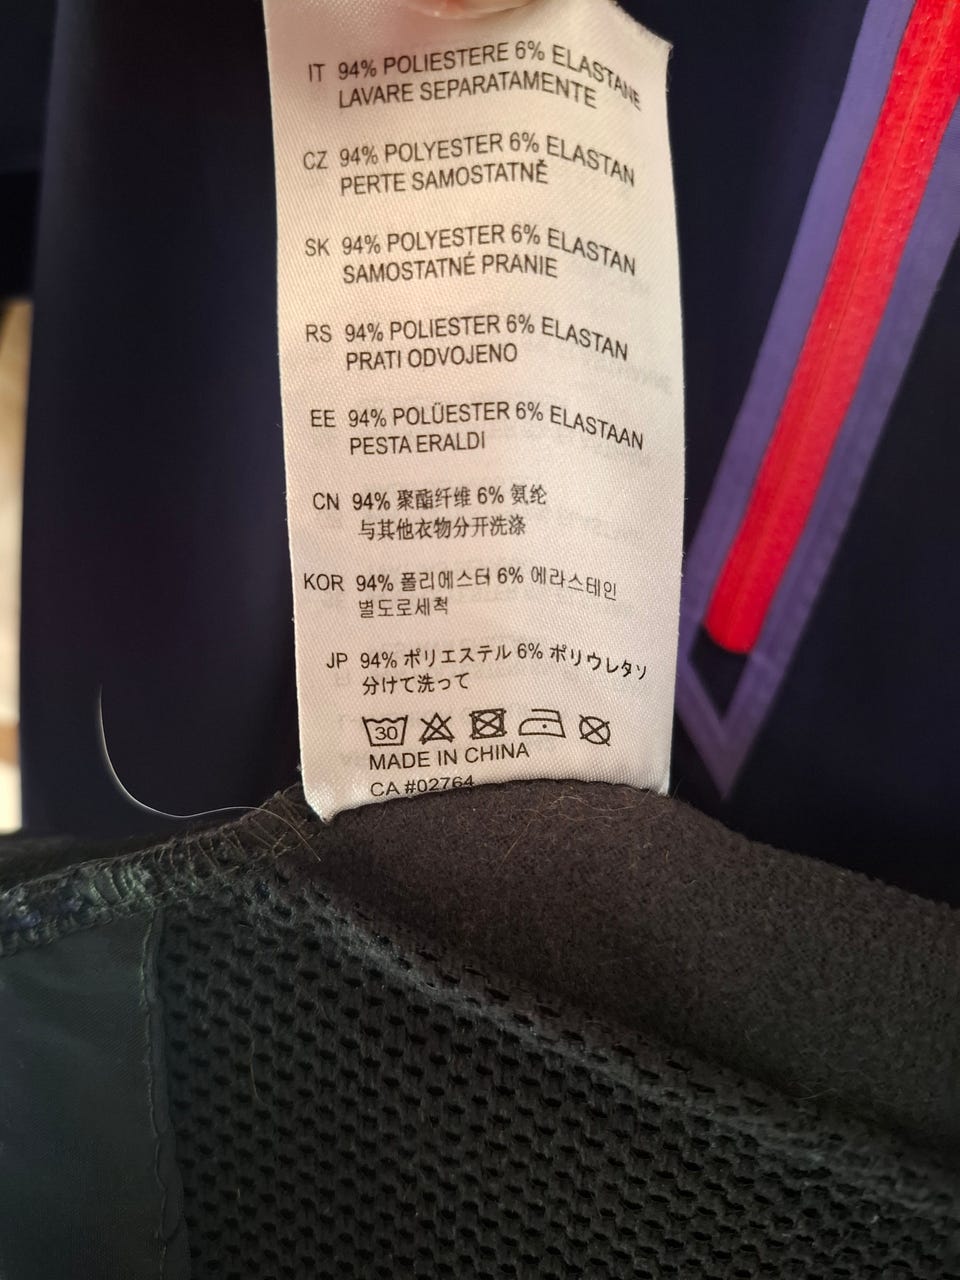 IT 94% POLIESTERE 6% ELASTANE
LAVARE SEPARATAMENTE
CZ 94% POLYESTER 6% ELASTAN
PERTE SAMOSTATNĚ
SK 94% POLYESTER 6% ELASTAN
SAMOSTATNÉ PRANIE
RS 94% POLIESTER 6% ELASTAN
PRATI ODVOJENO
EE 94% POLÜESTER 6% ELASTAAN
PESTA ERALDI
CN 94% 聚酯纤维 6% 氨纶
与其他衣物分开洗涤
KOR 94% 폴리에스터 6% 에라스테인
별도로세척
JP 94% ポリエステル 6% ポリウレタソ
分けて洗って
30
MADE IN CHINA
CA #02764